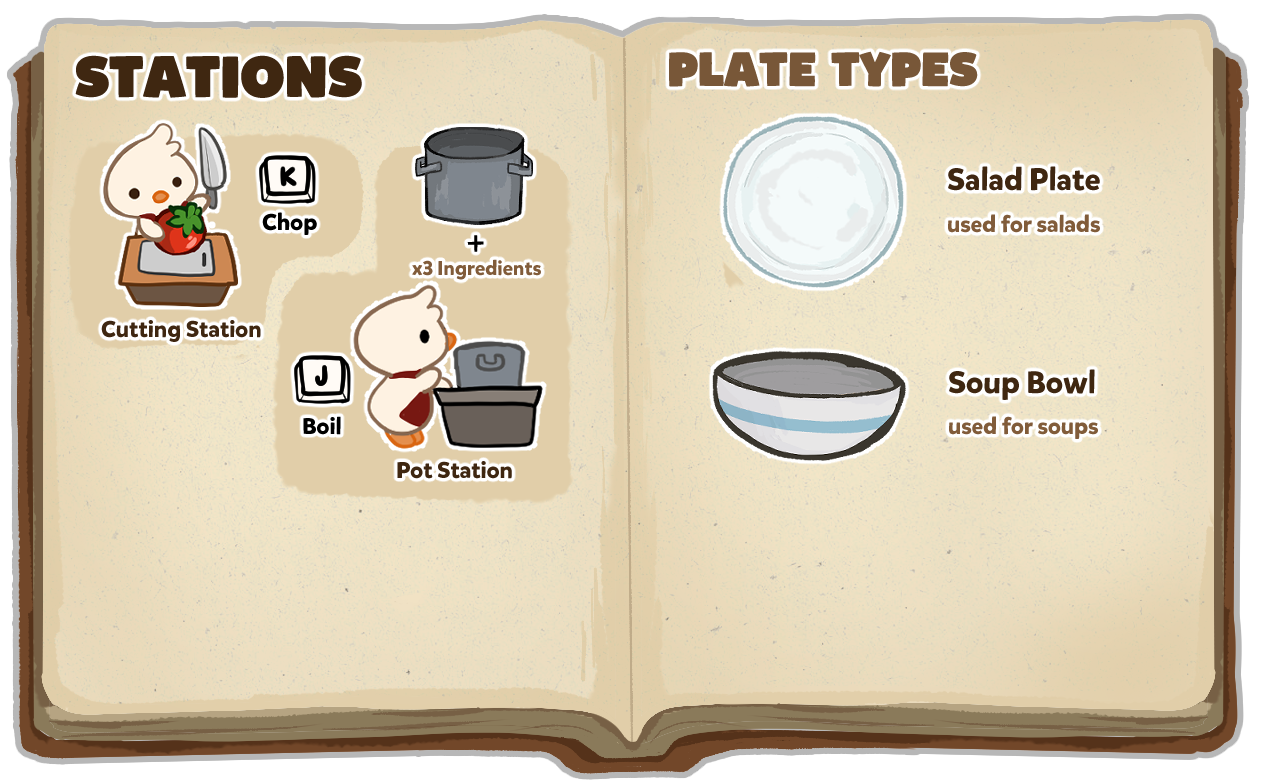 STATIONS
K
Chop
Cutting Station
+
x3 Ingredients
J
Boil
Pot Station
PLATE TYPES
Salad Plate
used for salads
Soup Bowl
used for soups